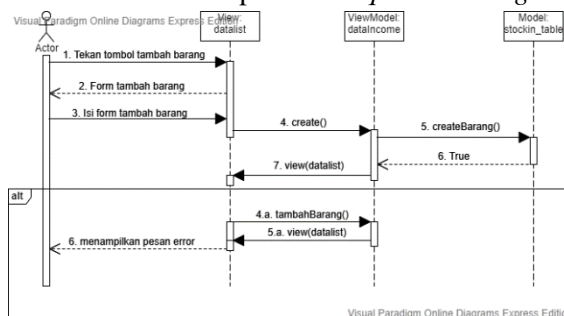 Visual Paradigm Online Diagrams Express Edition
View:
datalist
ViewModel:
dataIncome
Model:
stockin_table
Actor
1. Tekan tombol tambah barang
2. Form tambah barang
3. Isi form tambah barang
4. create()
5. createBarang()
6. True
7. view(datalist)
alt
4.a. tambahBarang()
5.a. view(datalist)
6. menampilkan pesan error
Visual Paradigm Online Diagrams Express Editio